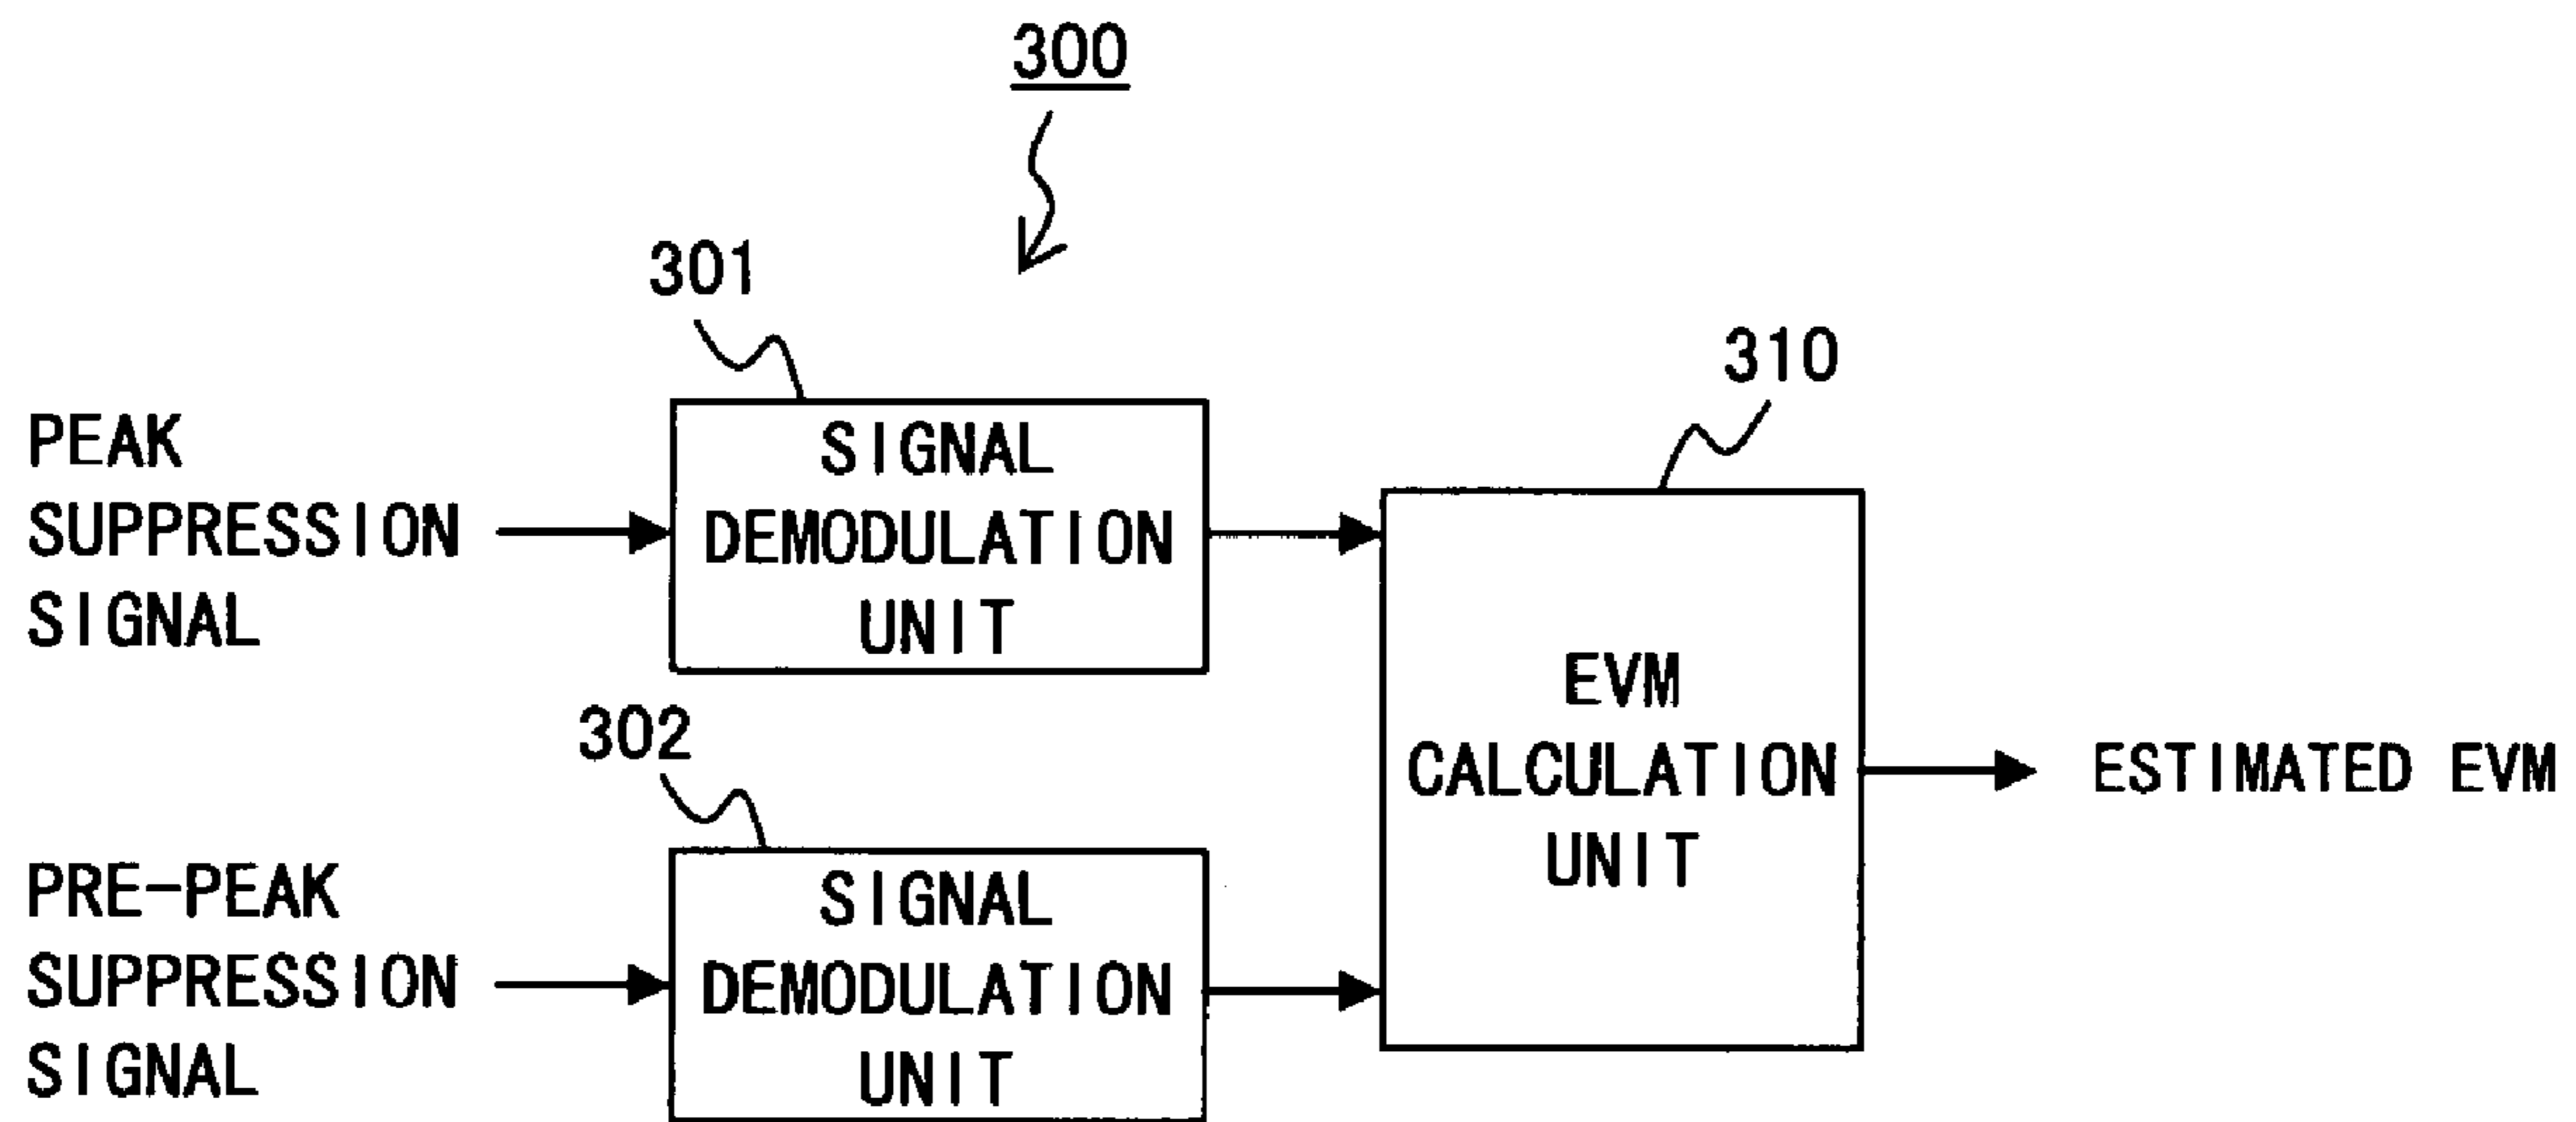 300
301
310
PEAK
SUPPRESSION
SIGNAL
SIGNAL
DEMODULATION
UNIT
302
EVM
CALCULATION
UNIT
ESTIMATED EVM
PRE-PEAK
SUPPRESSION
SIGNAL
SIGNAL
DEMODULATION
UNIT